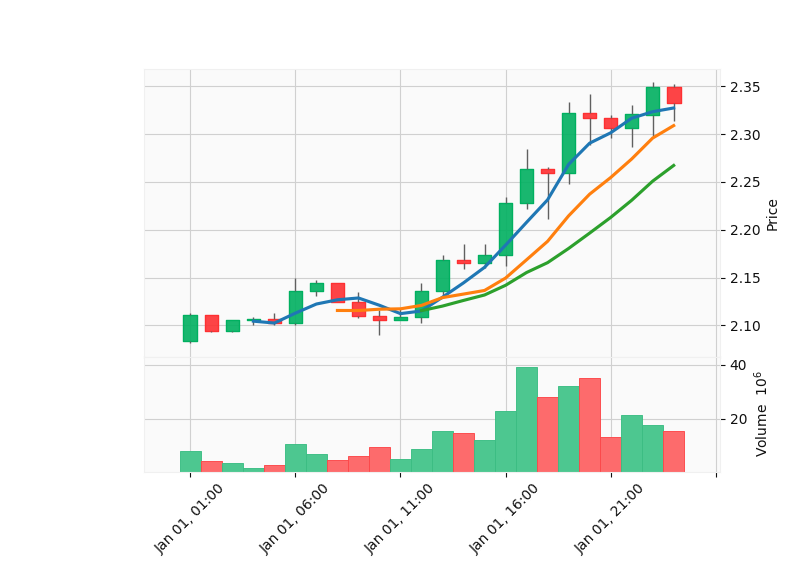 2.35
2.30
2.25
2.20
2.15
2.10
Price
40
20
Volume 10^6
Jan 01, 01:00
Jan 01, 06:00
Jan 01, 11:00
Jan 01, 16:00
Jan 01, 21:00